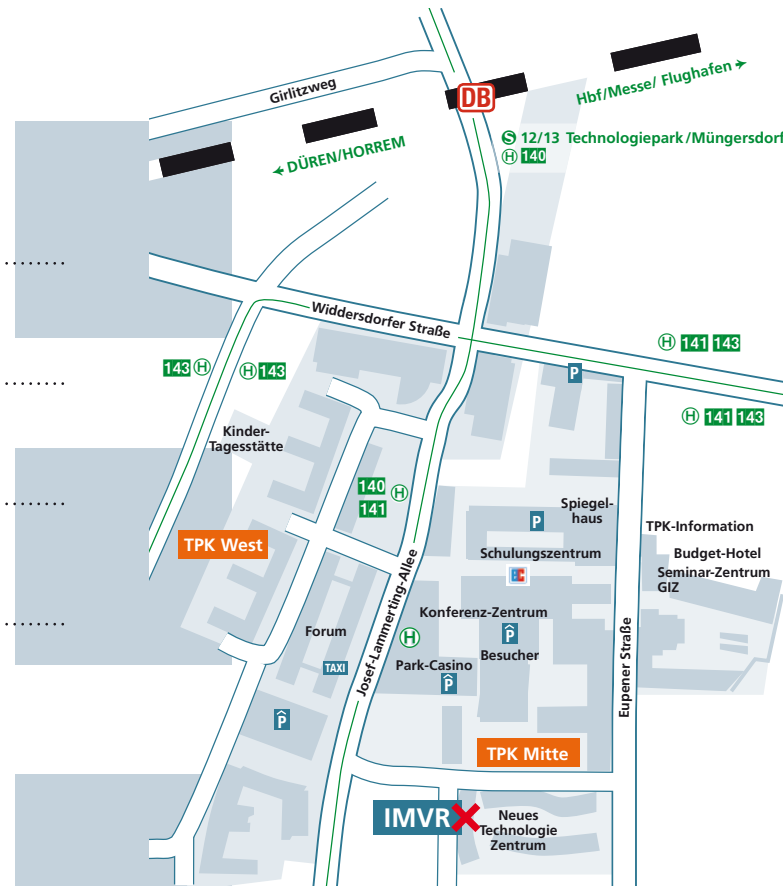 Girlitzweg
DB
Hbf/Messe/ Flughafen →
← DÜREN/HORREM
S 12/13 Technologiepark/Müngersdorf
H 140
Widdersdorfer Straße
H 141 143
143 H
H 143
P
H 141 143
Kinder-
Tagesstätte
140 H
141
Spiegel-
haus
P
TPK-Information
TPK West
Schulungszentrum
Budget-Hotel
EC
Seminar-Zentrum
GIZ
Josef-Lammerting-Allee
Konferenz-Zentrum
Forum
H
P
Besucher
Eupener Straße
TAXI
Park-Casino
P
P
TPK Mitte
IMVR
Neues
Technologie
Zentrum